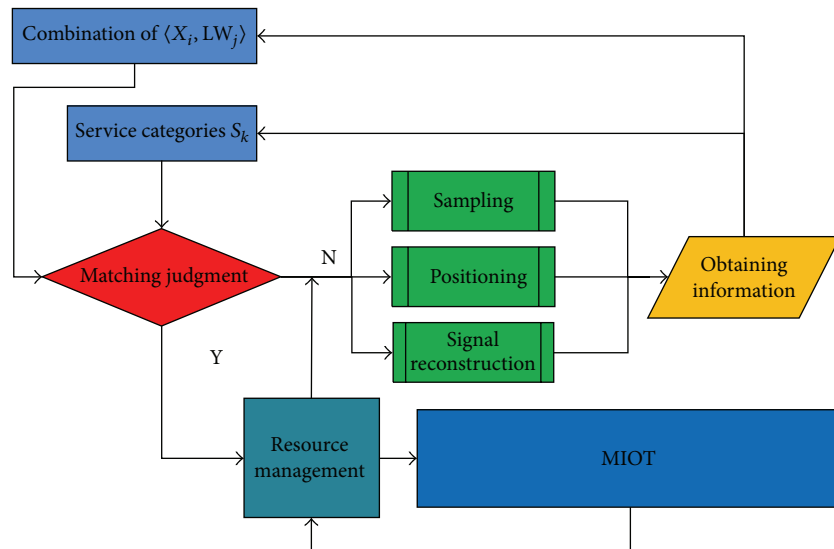 Combination of ⟨X_i, LW_j⟩
Service categories S_k
Sampling
N
Matching judgment
Positioning
Obtaining
information
Signal
reconstruction
Y
Resource
management
MIOT